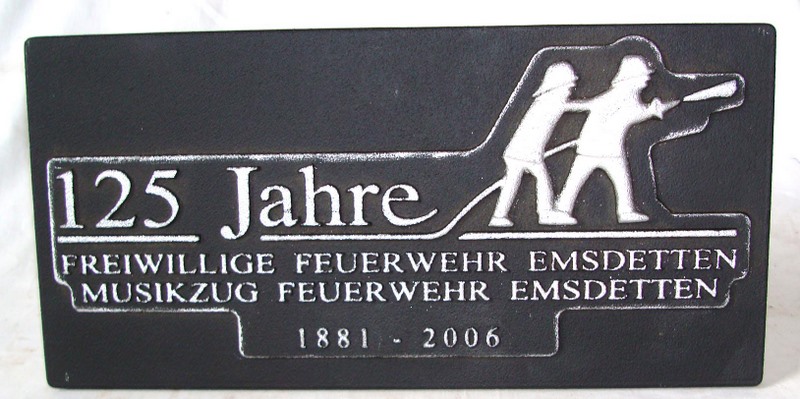 125 Jahre
FREIWILLIGE FEUERWEHR EMSDETTEN
MUSIKZUG FEUERWEHR EMSDETTEN
1881 - 2006